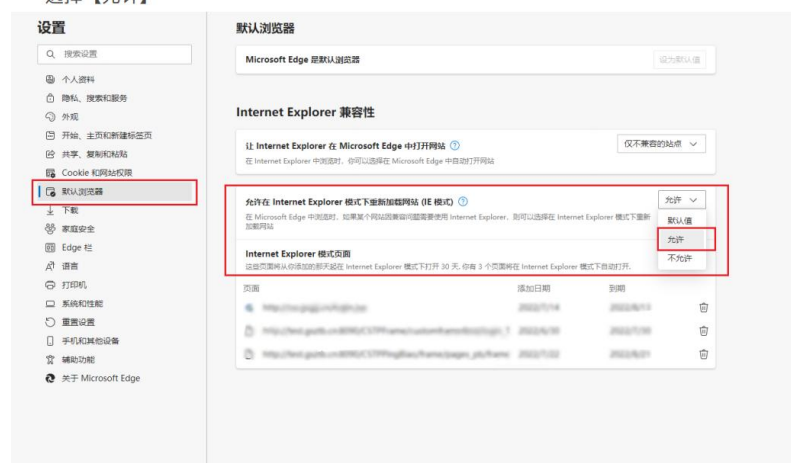 选择【允许】
设置
搜索设置
个人资料
隐私、搜索和服务
外观
开始、主页和新建标签页
共享、复制和粘贴
Cookie 和网站权限
默认浏览器
下载
家庭安全
Edge 栏
语言
打印机
系统和性能
重置设置
手机和其他设备
辅助功能
关于 Microsoft Edge
默认浏览器
Microsoft Edge 是默认浏览器
设为默认值
Internet Explorer 兼容性
让 Internet Explorer 在 Microsoft Edge 中打开网站
仅不兼容的站点
在 Internet Explorer 中浏览时，你可以选择在 Microsoft Edge 中自动打开网站
允许在 Internet Explorer 模式下重新加载网站 (IE 模式)
允许
在 Microsoft Edge 中浏览时，如果某个网站因兼容问题需要使用 Internet Explorer，则可以选择在 Internet Explorer 模式下重新
加载网站
默认值
允许
不允许
Internet Explorer 模式页面
这些页面将从你添加的那天起在 Internet Explorer 模式下打开 30 天. 你有 3 个页面将在 Internet Explorer 模式下自动打开.
页面
添加日期
到期